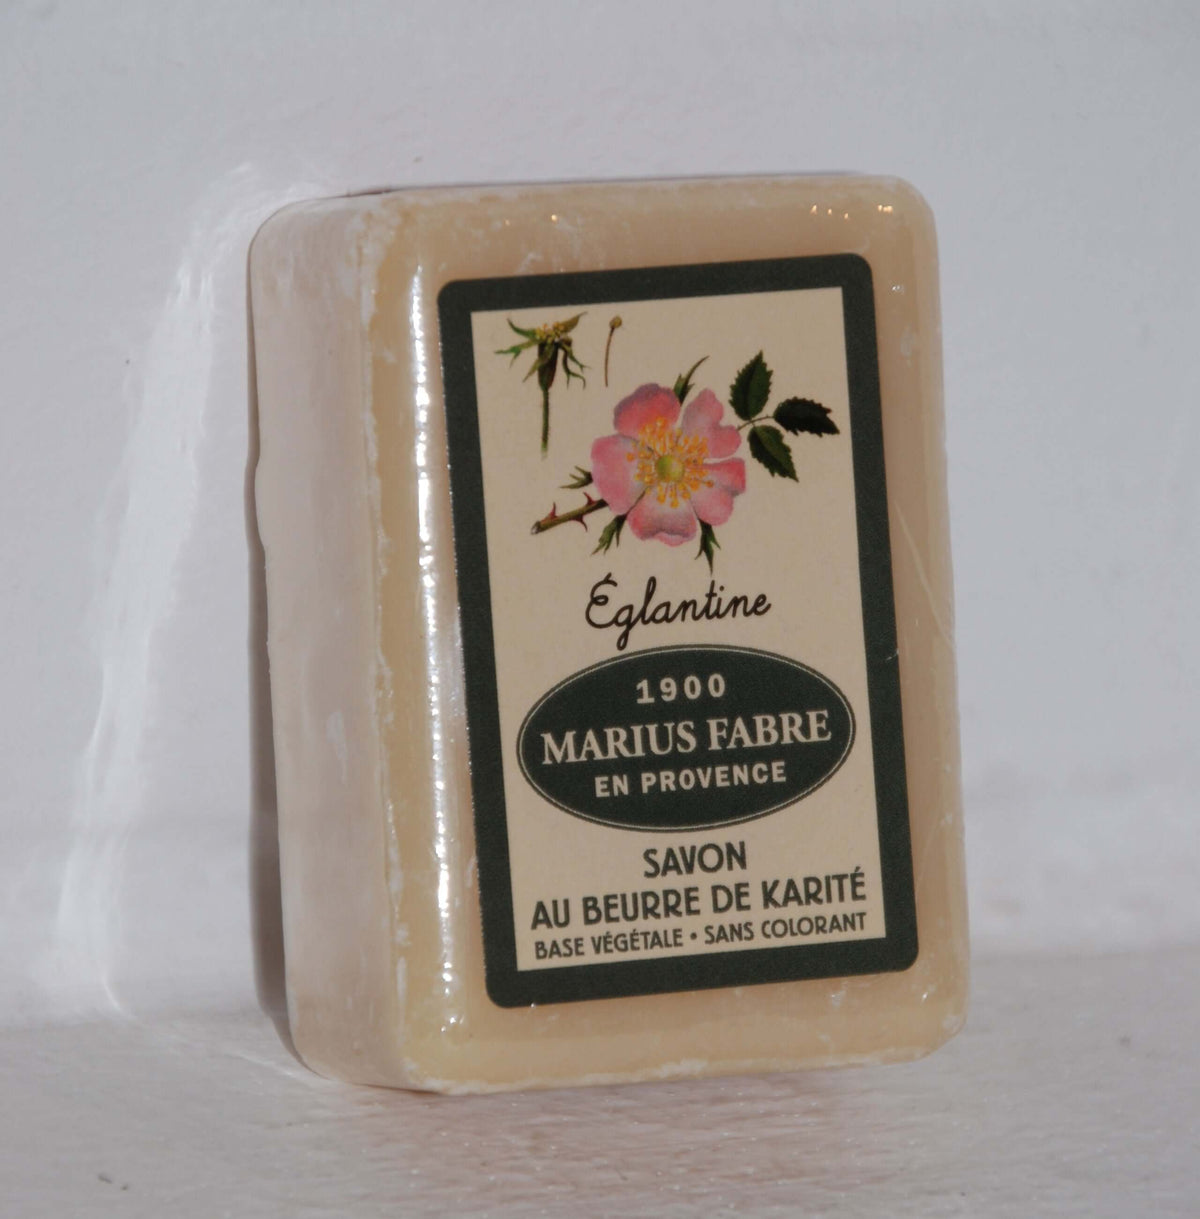 Églantine
1900
MARIUS FABRE
EN PROVENCE
SAVON
AU BEURRE DE KARITÉ
BASE VÉGÉTALE • SANS COLORANT